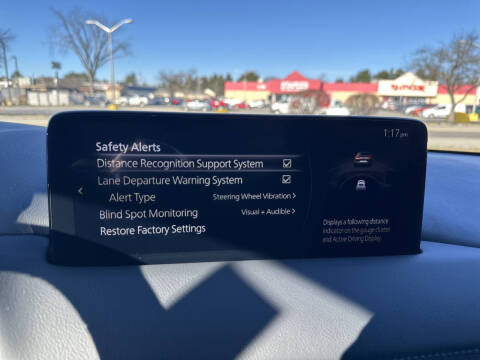 1:17
Safety Alerts
Distance Recognition Support System
Lane Departure Warning System
Alert Type Steering Wheel Vibration
Blind Spot Monitoring Visual + Audible
Restore Factory Settings
Displays a following distance
indicator on the gauge cluster
and Active Driving Display.